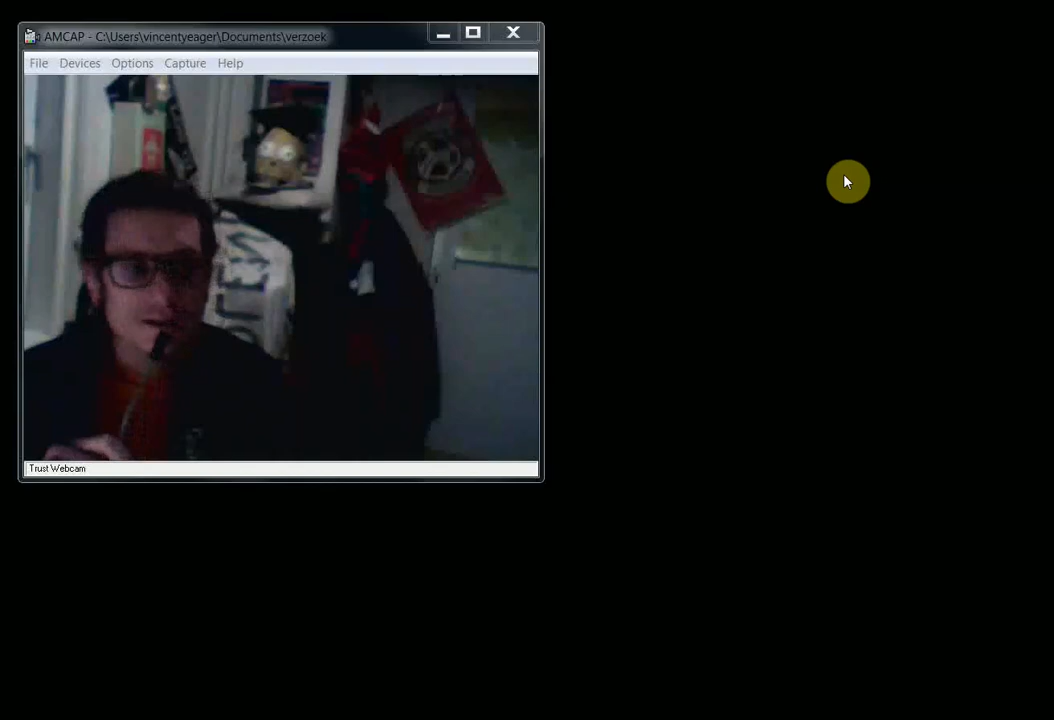 AMCAP - C:\Users\vincentyeager\Documents\verzoek
File Devices Options Capture Help
Trust Webcam